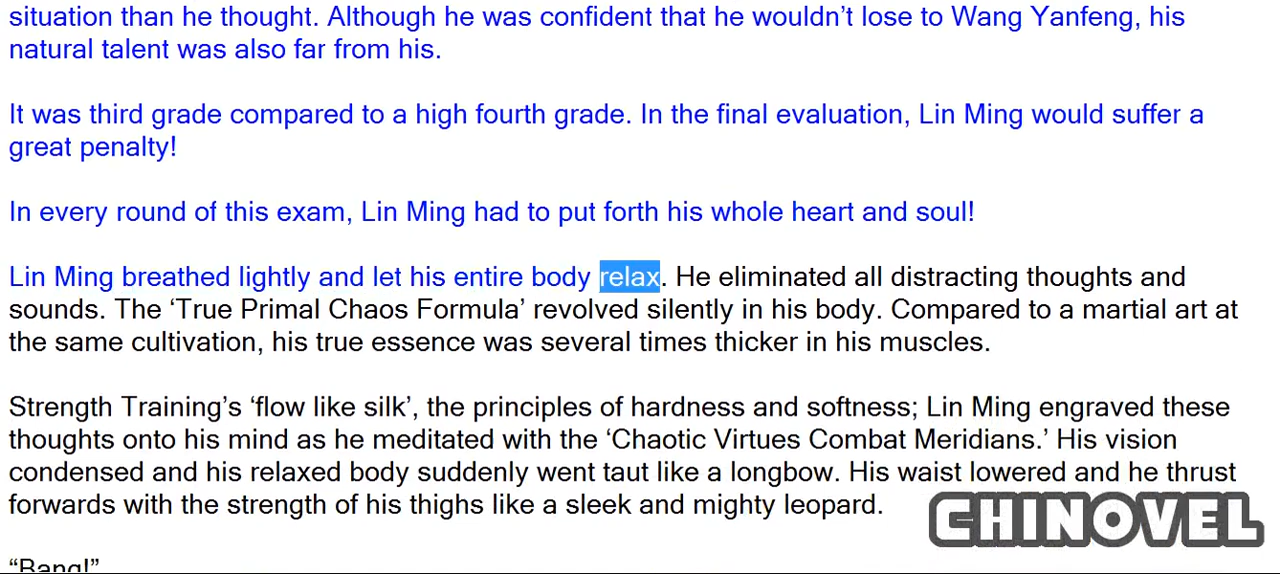 situation than he thought. Although he was confident that he wouldn’t lose to Wang Yanfeng, his
natural talent was also far from his.
It was third grade compared to a high fourth grade. In the final evaluation, Lin Ming would suffer a
great penalty!
In every round of this exam, Lin Ming had to put forth his whole heart and soul!
Lin Ming breathed lightly and let his entire body relax. He eliminated all distracting thoughts and
sounds. The ‘True Primal Chaos Formula’ revolved silently in his body. Compared to a martial art at
the same cultivation, his true essence was several times thicker in his muscles.
Strength Training’s ‘flow like silk’, the principles of hardness and softness; Lin Ming engraved these
thoughts onto his mind as he meditated with the ‘Chaotic Virtues Combat Meridians.’ His vision
condensed and his relaxed body suddenly went taut like a longbow. His waist lowered and he thrust
forwards with the strength of his thighs like a sleek and mighty leopard.
CHINOVEL
“Bang!”